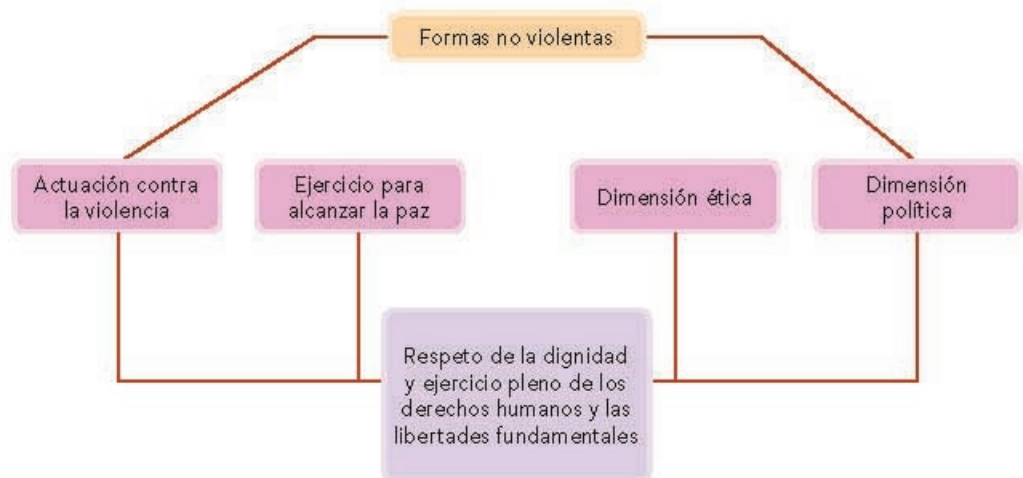 Formas no violentas
Actuación contra
la violencia
Ejercicio para
alcanzar la paz
Dimensión ética
Dimensión
política
Respeto de la dignidad
y ejercicio pleno de los
derechos humanos y las
libertades fundamentales